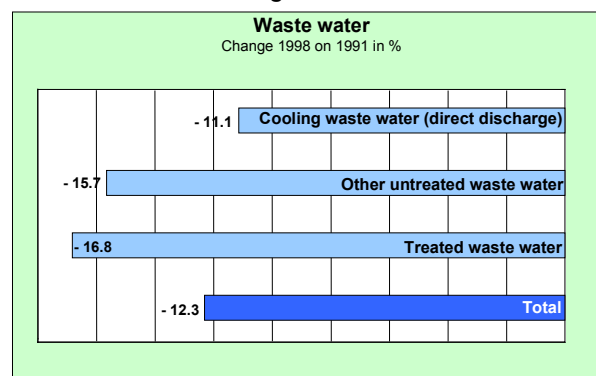 Waste water
Change 1998 on 1991 in %
- 11.1 Cooling waste water (direct discharge)
- 15.7 Other untreated waste water
- 16.8 Treated waste water
- 12.3 Total